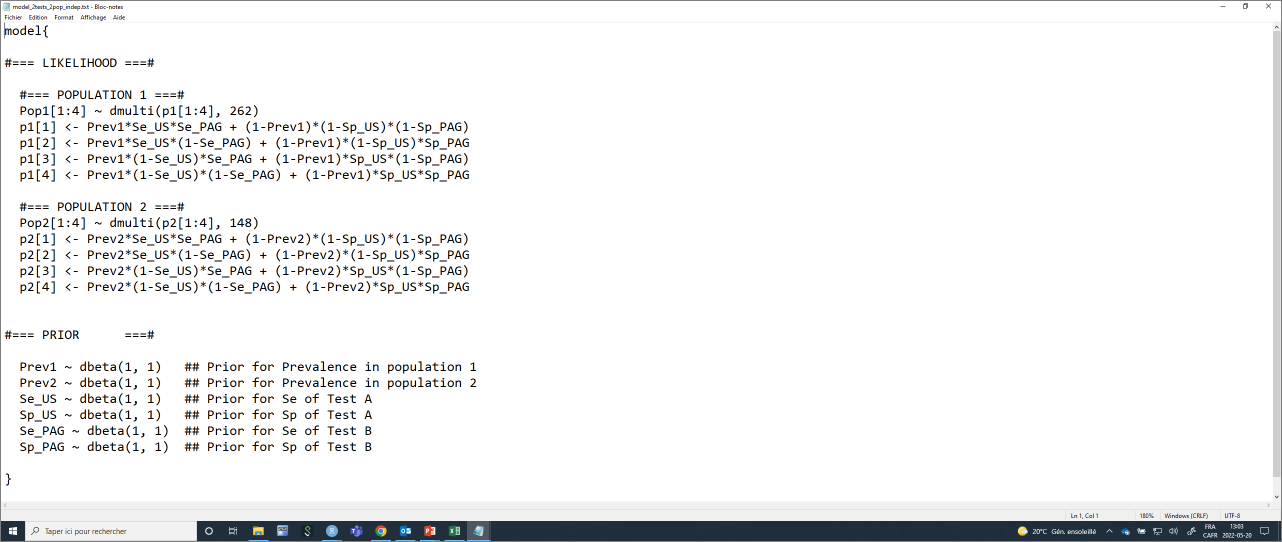 model_2tests_2pop_indep.txt - Bloc-notes
Fichier Edition Format Affichage Aide
model{
#=== LIKELIHOOD ===#
#=== POPULATION 1 ===#
Pop1[1:4] ~ dmulti(p1[1:4], 262)
p1[1] <- Prev1*Se_US*Se_PAG + (1-Prev1)*(1-Sp_US)*(1-Sp_PAG)
p1[2] <- Prev1*Se_US*(1-Se_PAG) + (1-Prev1)*(1-Sp_US)*Sp_PAG
p1[3] <- Prev1*(1-Se_US)*Se_PAG + (1-Prev1)*Sp_US*(1-Sp_PAG)
p1[4] <- Prev1*(1-Se_US)*(1-Se_PAG) + (1-Prev1)*Sp_US*Sp_PAG
#=== POPULATION 2 ===#
Pop2[1:4] ~ dmulti(p2[1:4], 148)
p2[1] <- Prev2*Se_US*Se_PAG + (1-Prev2)*(1-Sp_US)*(1-Sp_PAG)
p2[2] <- Prev2*Se_US*(1-Se_PAG) + (1-Prev2)*(1-Sp_US)*Sp_PAG
p2[3] <- Prev2*(1-Se_US)*Se_PAG + (1-Prev2)*Sp_US*(1-Sp_PAG)
p2[4] <- Prev2*(1-Se_US)*(1-Se_PAG) + (1-Prev2)*Sp_US*Sp_PAG
#=== PRIOR ===#
Prev1 ~ dbeta(1, 1) ## Prior for Prevalence in population 1
Prev2 ~ dbeta(1, 1) ## Prior for Prevalence in population 2
Se_US ~ dbeta(1, 1) ## Prior for Se of Test A
Sp_US ~ dbeta(1, 1) ## Prior for Sp of Test A
Se_PAG ~ dbeta(1, 1) ## Prior for Se of Test B
Sp_PAG ~ dbeta(1, 1) ## Prior for Sp of Test B
}
Ln 1, Col 1 180% Windows (CRLF) UTF-8
Taper ici pour rechercher
20°C Gén. ensoleillé
FRA
CAFR
13:03
2022-05-20